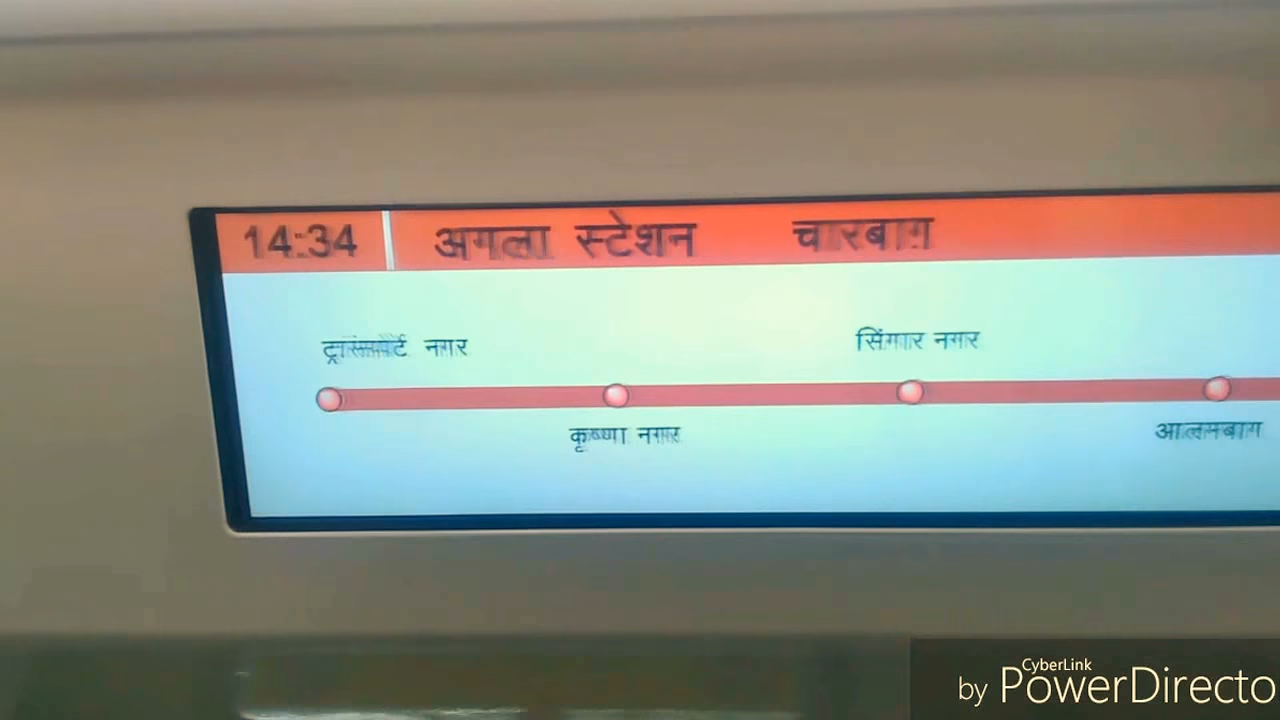 14:34 अगला स्टेशन चारबाग़
ट्रांसपोर्ट नगर
सिंगार नगर
कृष्णा नगर
आलमबाग
CyberLink
by PowerDirecto